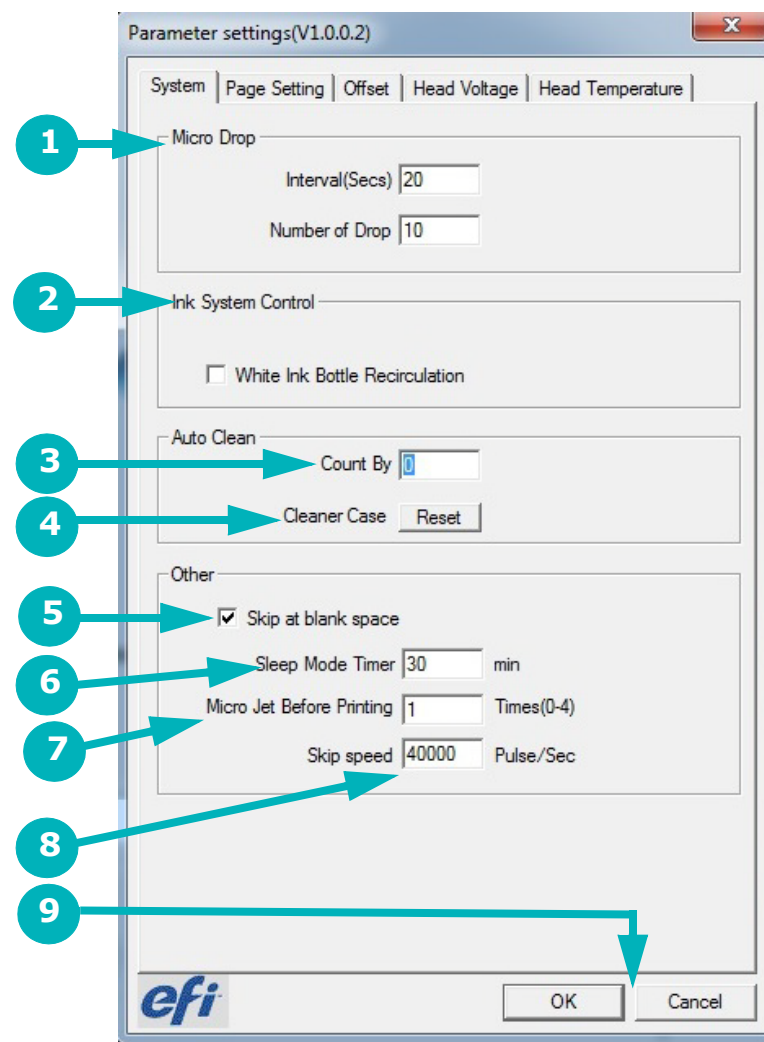 Parameter settings(V1.0.0.2) x
System Page Setting Offset Head Voltage Head Temperature
1 Micro Drop
Interval(Secs) 20
Number of Drop 10
2 Ink System Control
White Ink Bottle Recirculation
Auto Clean
3 Count By 0
4 Cleaner Case Reset
Other
5 Skip at blank space
6 Sleep Mode Timer 30 min
7 Micro Jet Before Printing 1 Times(0-4)
8 Skip speed 40000 Pulse/Sec
9
efi OK Cancel